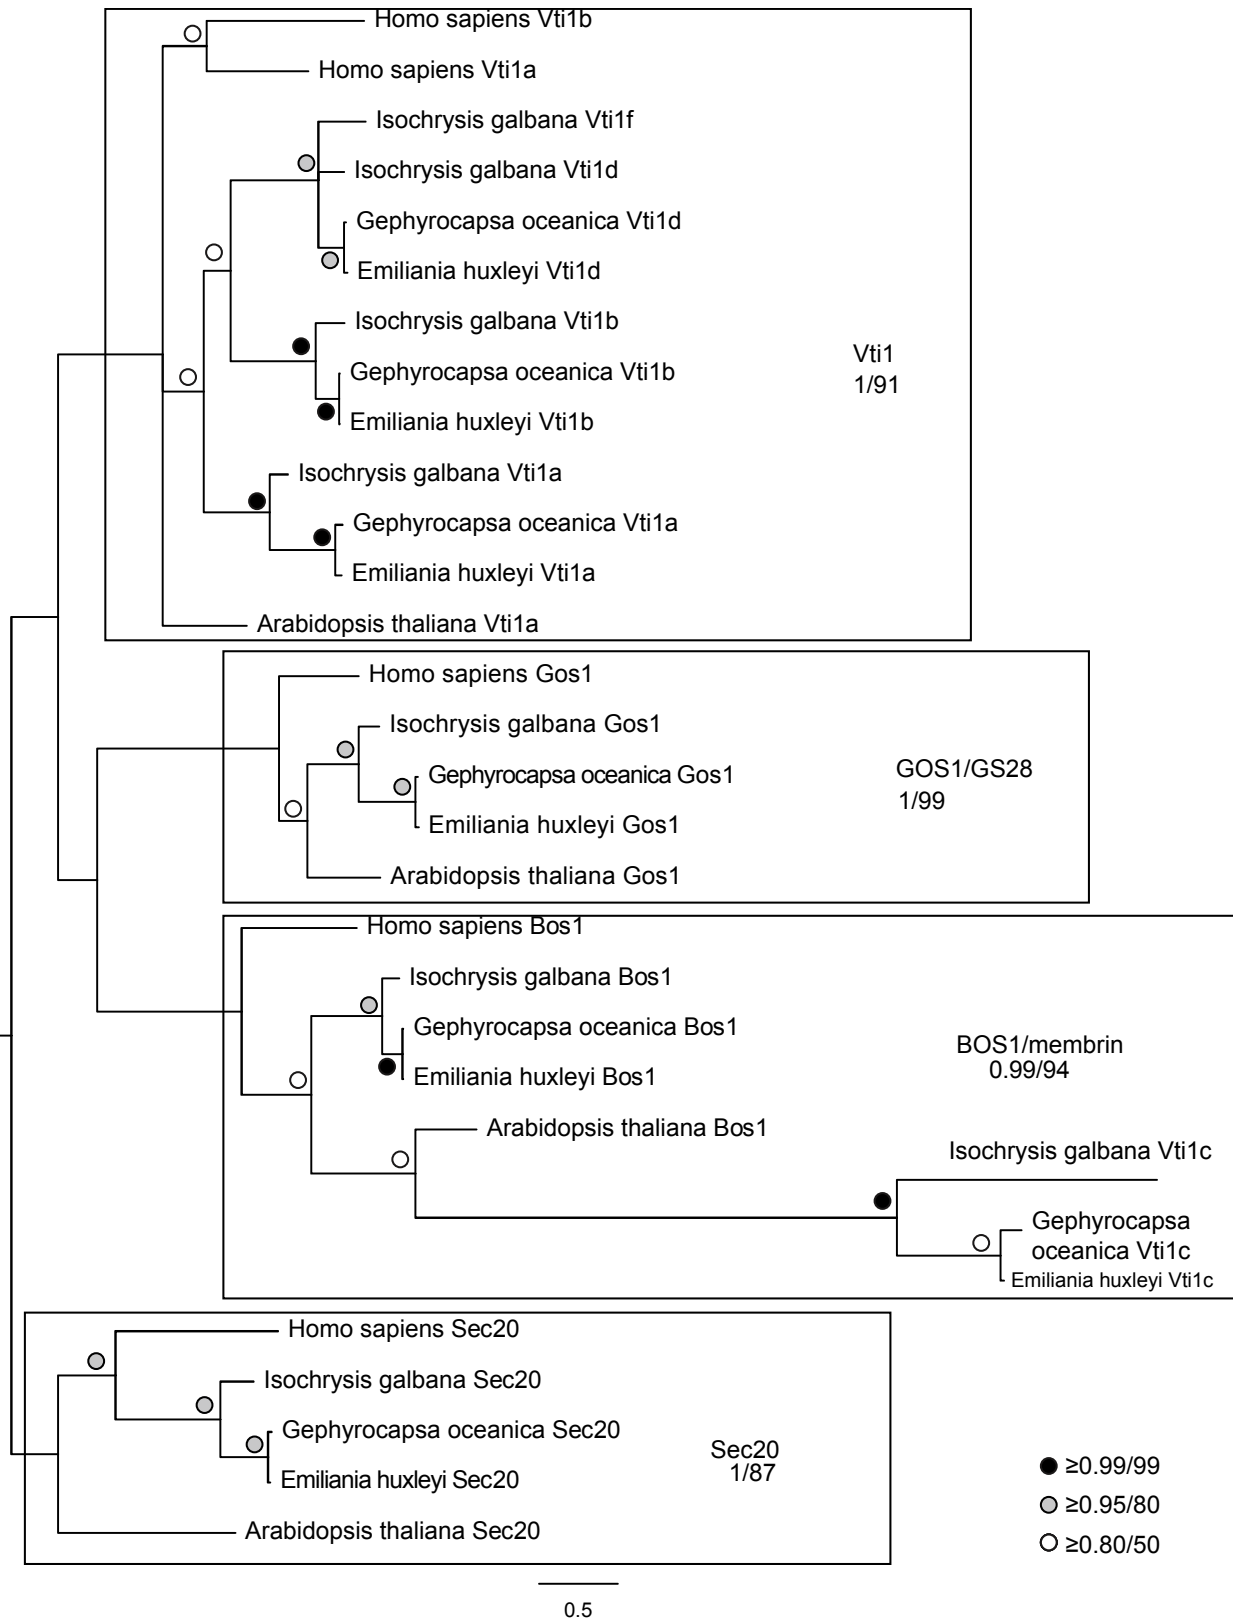 Homo sapiens Vti1b
Homo sapiens Vti1a
Isochrysis galbana Vti1f
Isochrysis galbana Vti1d
Gephyrocapsa oceanica Vti1d
Emiliania huxleyi Vti1d
Isochrysis galbana Vti1b
Gephyrocapsa oceanica Vti1b
Emiliania huxleyi Vti1b
Vti1
1/91
Isochrysis galbana Vti1a
Gephyrocapsa oceanica Vti1a
Emiliania huxleyi Vti1a
Arabidopsis thaliana Vti1a
Homo sapiens Gos1
Isochrysis galbana Gos1
Gephyrocapsa oceanica Gos1
Emiliania huxleyi Gos1
Arabidopsis thaliana Gos1
GOS1/GS28
1/99
Homo sapiens Bos1
Isochrysis galbana Bos1
Gephyrocapsa oceanica Bos1
Emiliania huxleyi Bos1
Arabidopsis thaliana Bos1
BOS1/membrin
0.99/94
Isochrysis galbana Vti1c
Gephyrocapsa
oceanica Vti1c
Emiliania huxleyi Vti1c
Homo sapiens Sec20
Isochrysis galbana Sec20
Gephyrocapsa oceanica Sec20
Emiliania huxleyi Sec20
Arabidopsis thaliana Sec20
Sec20
1/87
≥0.99/99
≥0.95/80
≥0.80/50
0.5